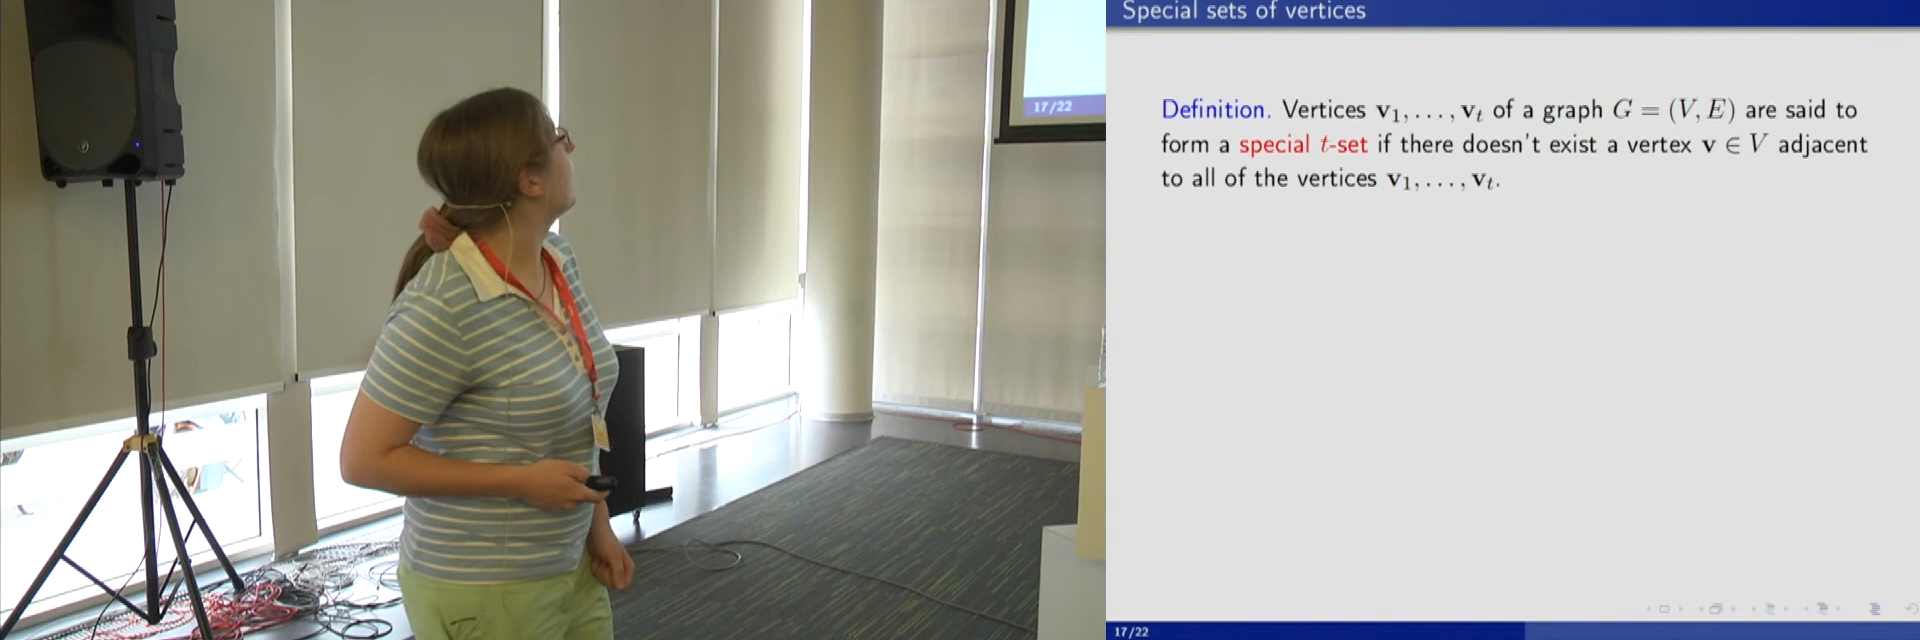 17/22
Special sets of vertices
Definition. Vertices v₁, . . . , vₜ of a graph G = (V, E) are said to
form a special t-set if there doesn't exist a vertex v ∈ V adjacent
to all of the vertices v₁, . . . , vₜ.
17/22